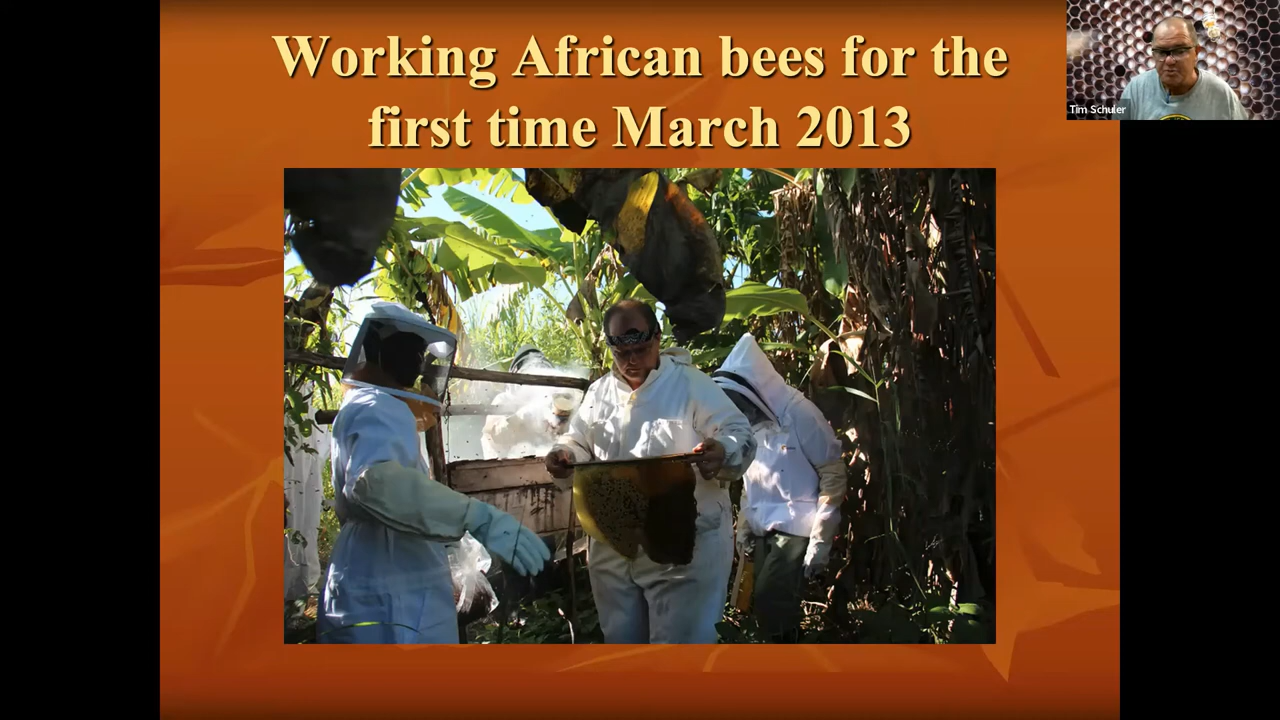 Working African bees for the
first time March 2013
Tim Schuler